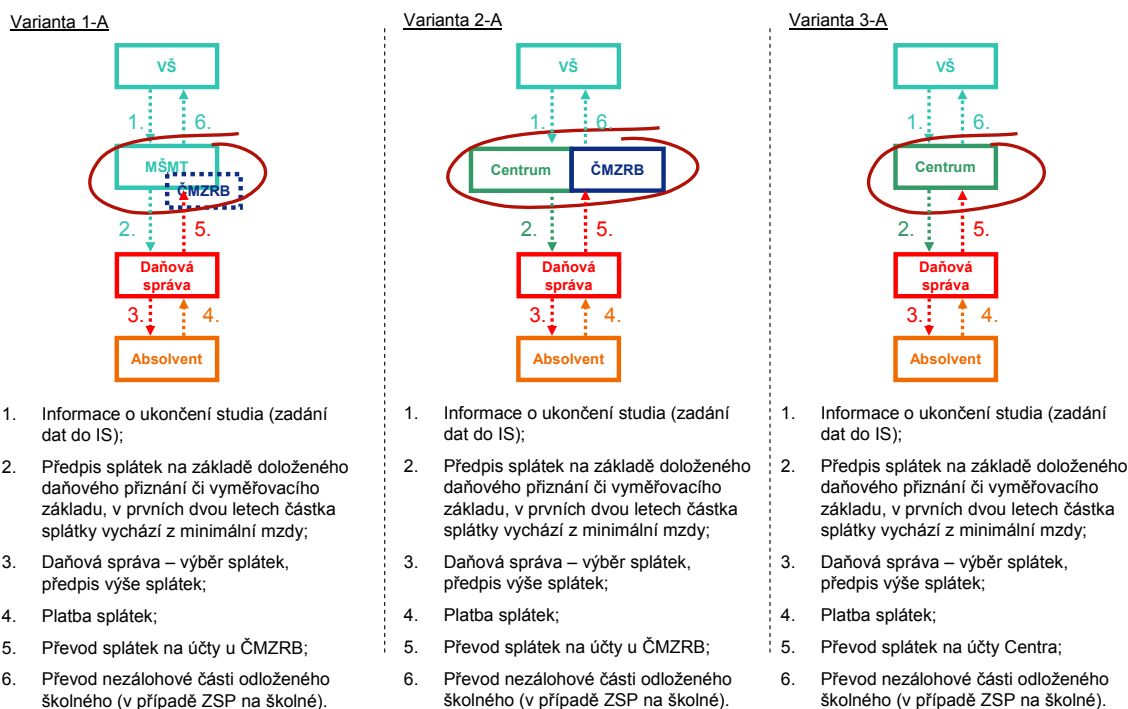 Varianta 1-A
VŠ
1.
6.
MŠMT
ČMZRB
2.
5.
Daňová
správa
3.
4.
Absolvent
1. Informace o ukončení studia (zadání
dat do IS);
2. Předpis splátek na základě doloženého
daňového přiznání či vyměřovacího
základu, v prvních dvou letech částka
splátky vychází z minimální mzdy;
3. Daňová správa – výběr splátek,
předpis výše splátek;
4. Platba splátek;
5. Převod splátek na účty u ČMZRB;
6. Převod nezálohové části odloženého
školného (v případě ZSP na školné).
Varianta 2-A
VŠ
1.
6.
Centrum
ČMZRB
2.
5.
Daňová
správa
3.
4.
Absolvent
1. Informace o ukončení studia (zadání
dat do IS);
2. Předpis splátek na základě doloženého
daňového přiznání či vyměřovacího
základu, v prvních dvou letech částka
splátky vychází z minimální mzdy;
3. Daňová správa – výběr splátek,
předpis výše splátek;
4. Platba splátek;
5. Převod splátek na účty u ČMZRB;
6. Převod nezálohové části odloženého
školného (v případě ZSP na školné).
Varianta 3-A
VŠ
1.
6.
Centrum
2.
5.
Daňová
správa
3.
4.
Absolvent
1. Informace o ukončení studia (zadání
dat do IS);
2. Předpis splátek na základě doloženého
daňového přiznání či vyměřovacího
základu, v prvních dvou letech částka
splátky vychází z minimální mzdy;
3. Daňová správa – výběr splátek,
předpis výše splátek;
4. Platba splátek;
5. Převod splátek na účty Centra;
6. Převod nezálohové části odloženého
školného (v případě ZSP na školné).